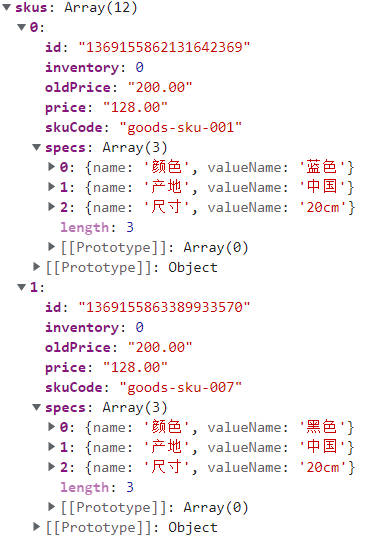 skus: Array(12)
0:
id: "1369155862131642369"
inventory: 0
oldPrice: "200.00"
price: "128.00"
skuCode: "goods-sku-001"
specs: Array(3)
0: {name: '颜色', valueName: '蓝色'}
1: {name: '产地', valueName: '中国'}
2: {name: '尺寸', valueName: '20cm'}
length: 3
[[Prototype]]: Array(0)
[[Prototype]]: Object
1:
id: "1369155863389933570"
inventory: 0
oldPrice: "200.00"
price: "128.00"
skuCode: "goods-sku-007"
specs: Array(3)
0: {name: '颜色', valueName: '黑色'}
1: {name: '产地', valueName: '中国'}
2: {name: '尺寸', valueName: '20cm'}
length: 3
[[Prototype]]: Array(0)
[[Prototype]]: Object